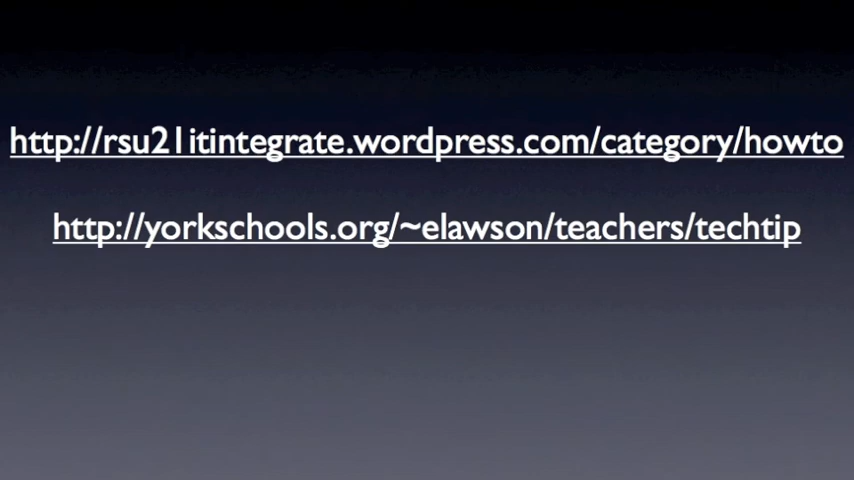 http://rsu21itintegrate.wordpress.com/category/howto
http://yorkschools.org/~elawson/teachers/techtip